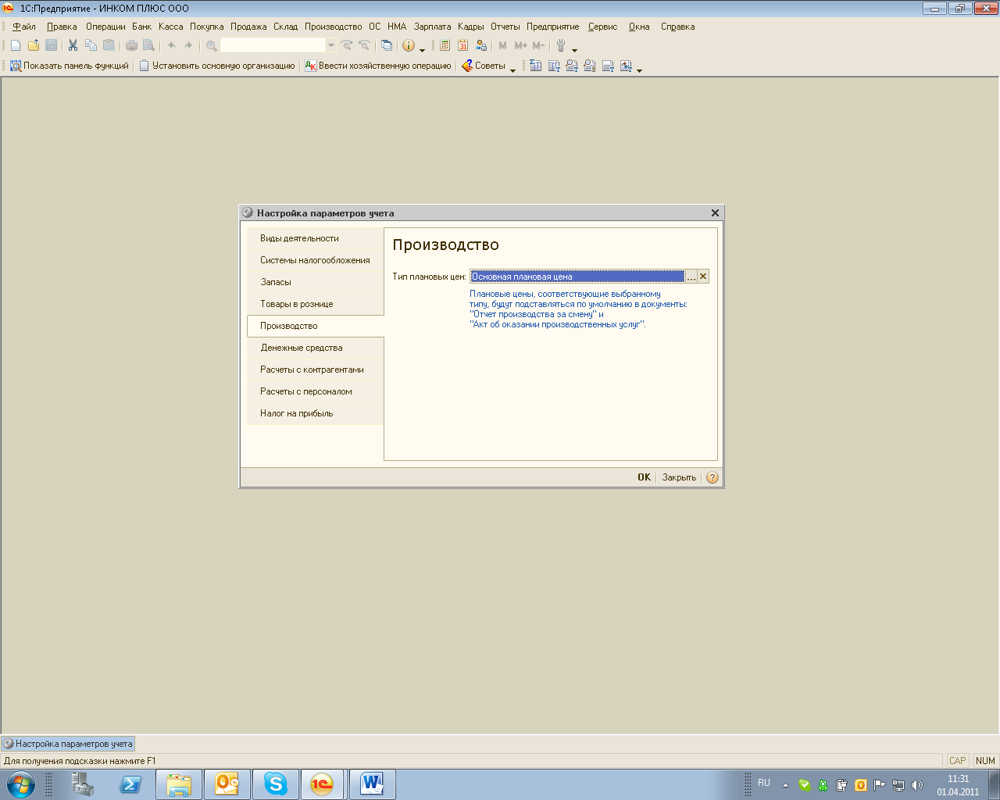 1С:Предприятие - ИНКОМ ПЛЮС ООО
Файл Правка Операции Банк Касса Покупка Продажа Склад Производство ОС НМА Зарплата Кадры Отчеты Предприятие Сервис Окна Справка
M M+ M-
Показать панель функций Установить основную организацию Ввести хозяйственную операцию Советы
Настройка параметров учета
Виды деятельности
Системы налогообложения
Запасы
Товары в рознице
Производство
Денежные средства
Расчеты с контрагентами
Расчеты с персоналом
Налог на прибыль
Производство
Тип плановых цен: Основная плановая цена ...
Плановые цены, соответствующие выбранному
типу, будут подставляться по умолчанию в документы:
"Отчет производства за смену" и
"Акт об оказании производственных услуг".
OK Закрыть ?
Настройка параметров учета
Для получения подсказки нажмите F1
CAP NUM
RU
11:31
01.04.2011